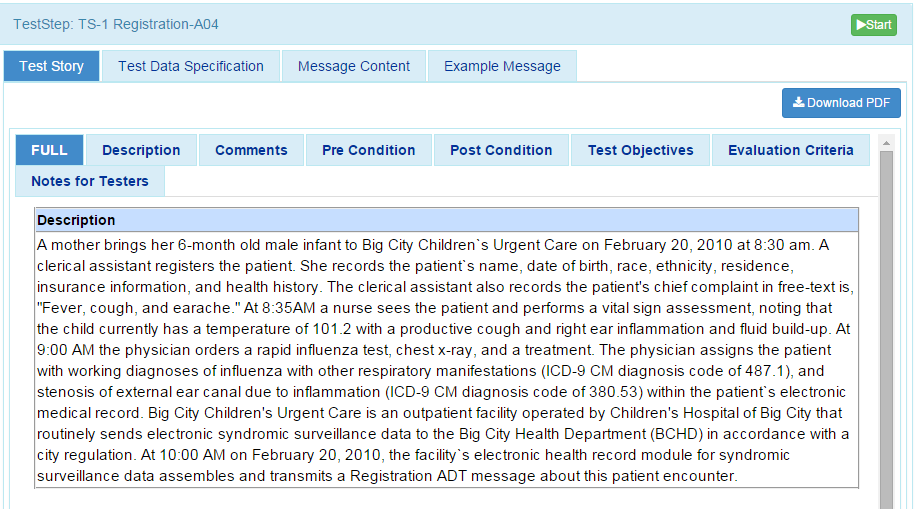 TestStep: TS-1 Registration-A04
Start
Test Story Test Data Specification Message Content Example Message
Download PDF
FULL Description Comments Pre Condition Post Condition Test Objectives Evaluation Criteria
Notes for Testers
Description
A mother brings her 6-month old male infant to Big City Children`s Urgent Care on February 20, 2010 at 8:30 am. A
clerical assistant registers the patient. She records the patient`s name, date of birth, race, ethnicity, residence,
insurance information, and health history. The clerical assistant also records the patient's chief complaint in free-text is,
"Fever, cough, and earache." At 8:35AM a nurse sees the patient and performs a vital sign assessment, noting that
the child currently has a temperature of 101.2 with a productive cough and right ear inflammation and fluid build-up. At
9:00 AM the physician orders a rapid influenza test, chest x-ray, and a treatment. The physician assigns the patient
with working diagnoses of influenza with other respiratory manifestations (ICD-9 CM diagnosis code of 487.1), and
stenosis of external ear canal due to inflammation (ICD-9 CM diagnosis code of 380.53) within the patient`s electronic
medical record. Big City Children's Urgent Care is an outpatient facility operated by Children's Hospital of Big City that
routinely sends electronic syndromic surveillance data to the Big City Health Department (BCHD) in accordance with a
city regulation. At 10:00 AM on February 20, 2010, the facility`s electronic health record module for syndromic
surveillance data assembles and transmits a Registration ADT message about this patient encounter.